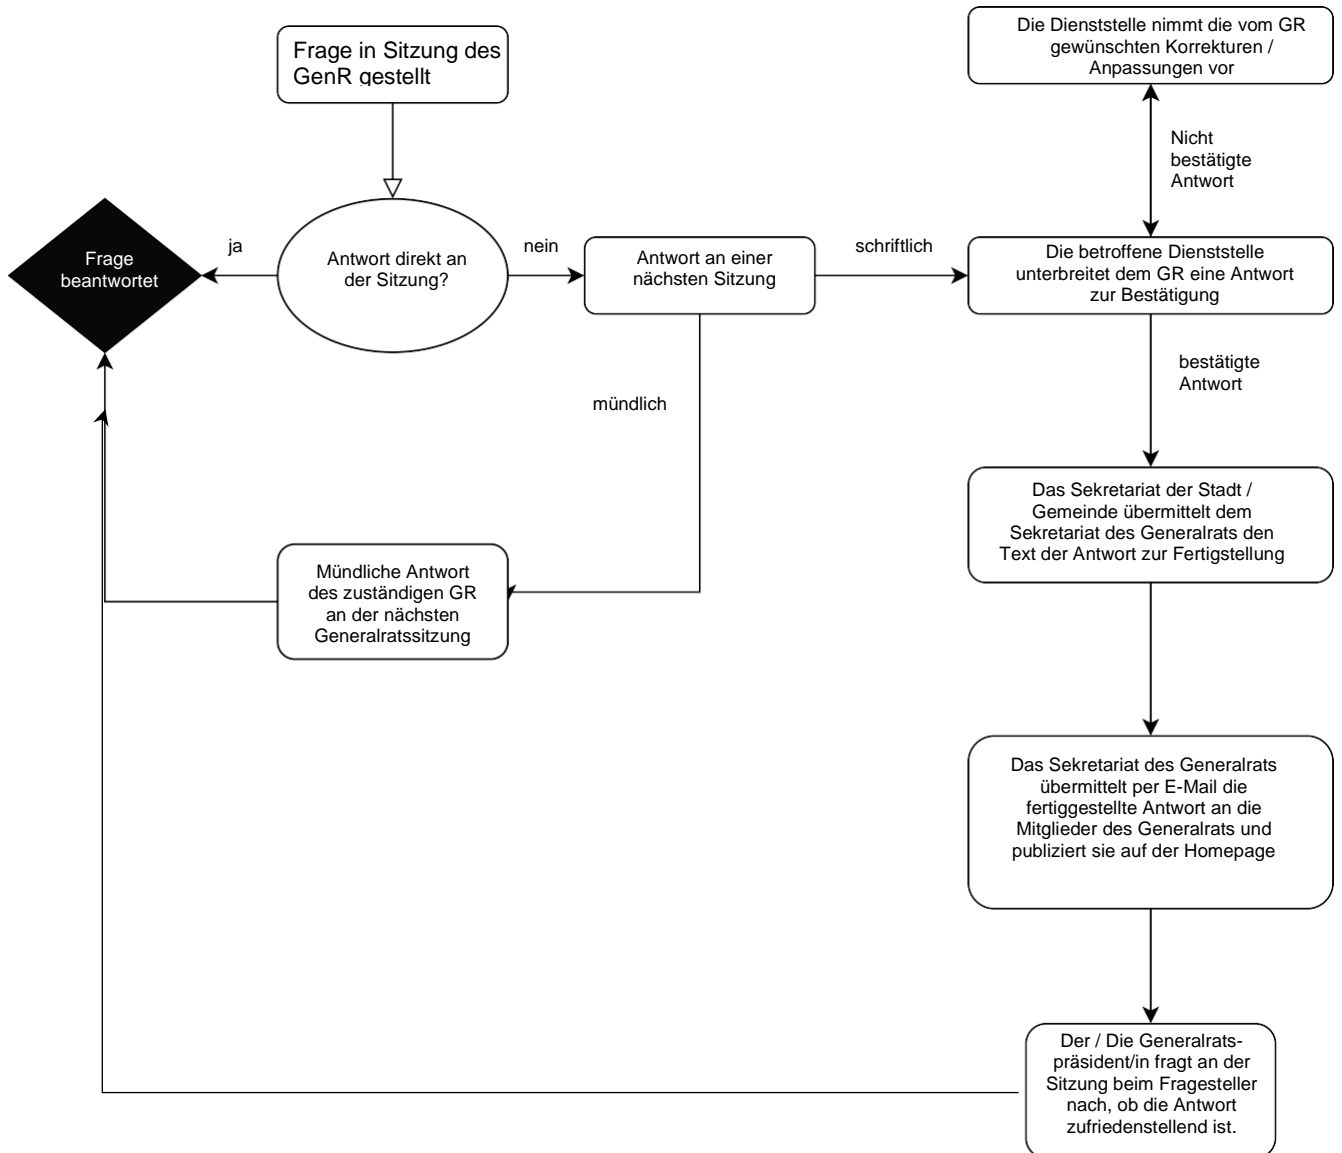 Frage in Sitzung des
GenR gestellt
Die Dienststelle nimmt die vom GR
gewünschten Korrekturen /
Anpassungen vor
Nicht
bestätigte
Antwort
Frage
beantwortet
ja
Antwort direkt an
der Sitzung?
nein
Antwort an einer
nächsten Sitzung
schriftlich
Die betroffene Dienststelle
unterbreitet dem GR eine Antwort
zur Bestätigung
bestätigte
Antwort
mündlich
Das Sekretariat der Stadt /
Gemeinde übermittelt dem
Sekretariat des Generalrats den
Text der Antwort zur Fertigstellung
Mündliche Antwort
des zuständigen GR
an der nächsten
Generalratssitzung
Das Sekretariat des Generalrats
übermittelt per E-Mail die
fertiggestellte Antwort an die
Mitglieder des Generalrats und
publiziert sie auf der Homepage
Der / Die Generalrats-
präsident/in fragt an der
Sitzung beim Fragesteller
nach, ob die Antwort
zufriedenstellend ist.